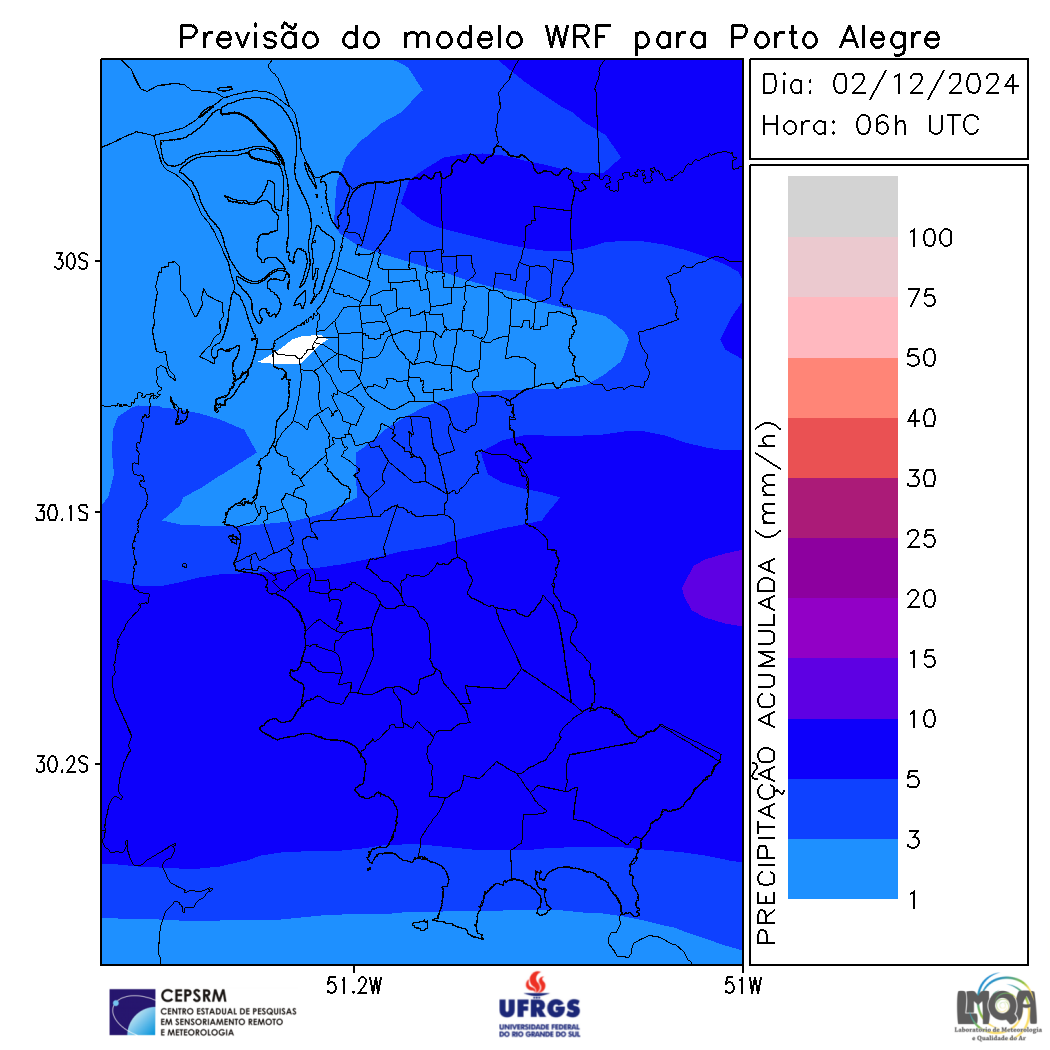 Previsão do modelo WRF para Porto Alegre
Dia: 02/12/2024
Hora: 06h UTC
30S
30.1S
30.2S
51.2W
51W
PRECIPITAÇÃO ACUMULADA (mm/h)
100
75
50
40
30
25
20
15
10
5
3
1
CEPSRM
CENTRO ESTADUAL DE PESQUISAS
EM SENSORIAMENTO REMOTO
E METEOROLOGIA
UFRGS
UNIVERSIDADE FEDERAL
DO RIO GRANDE DO SUL
LMQA
Laboratório de Meteorologia
e Qualidade do Ar